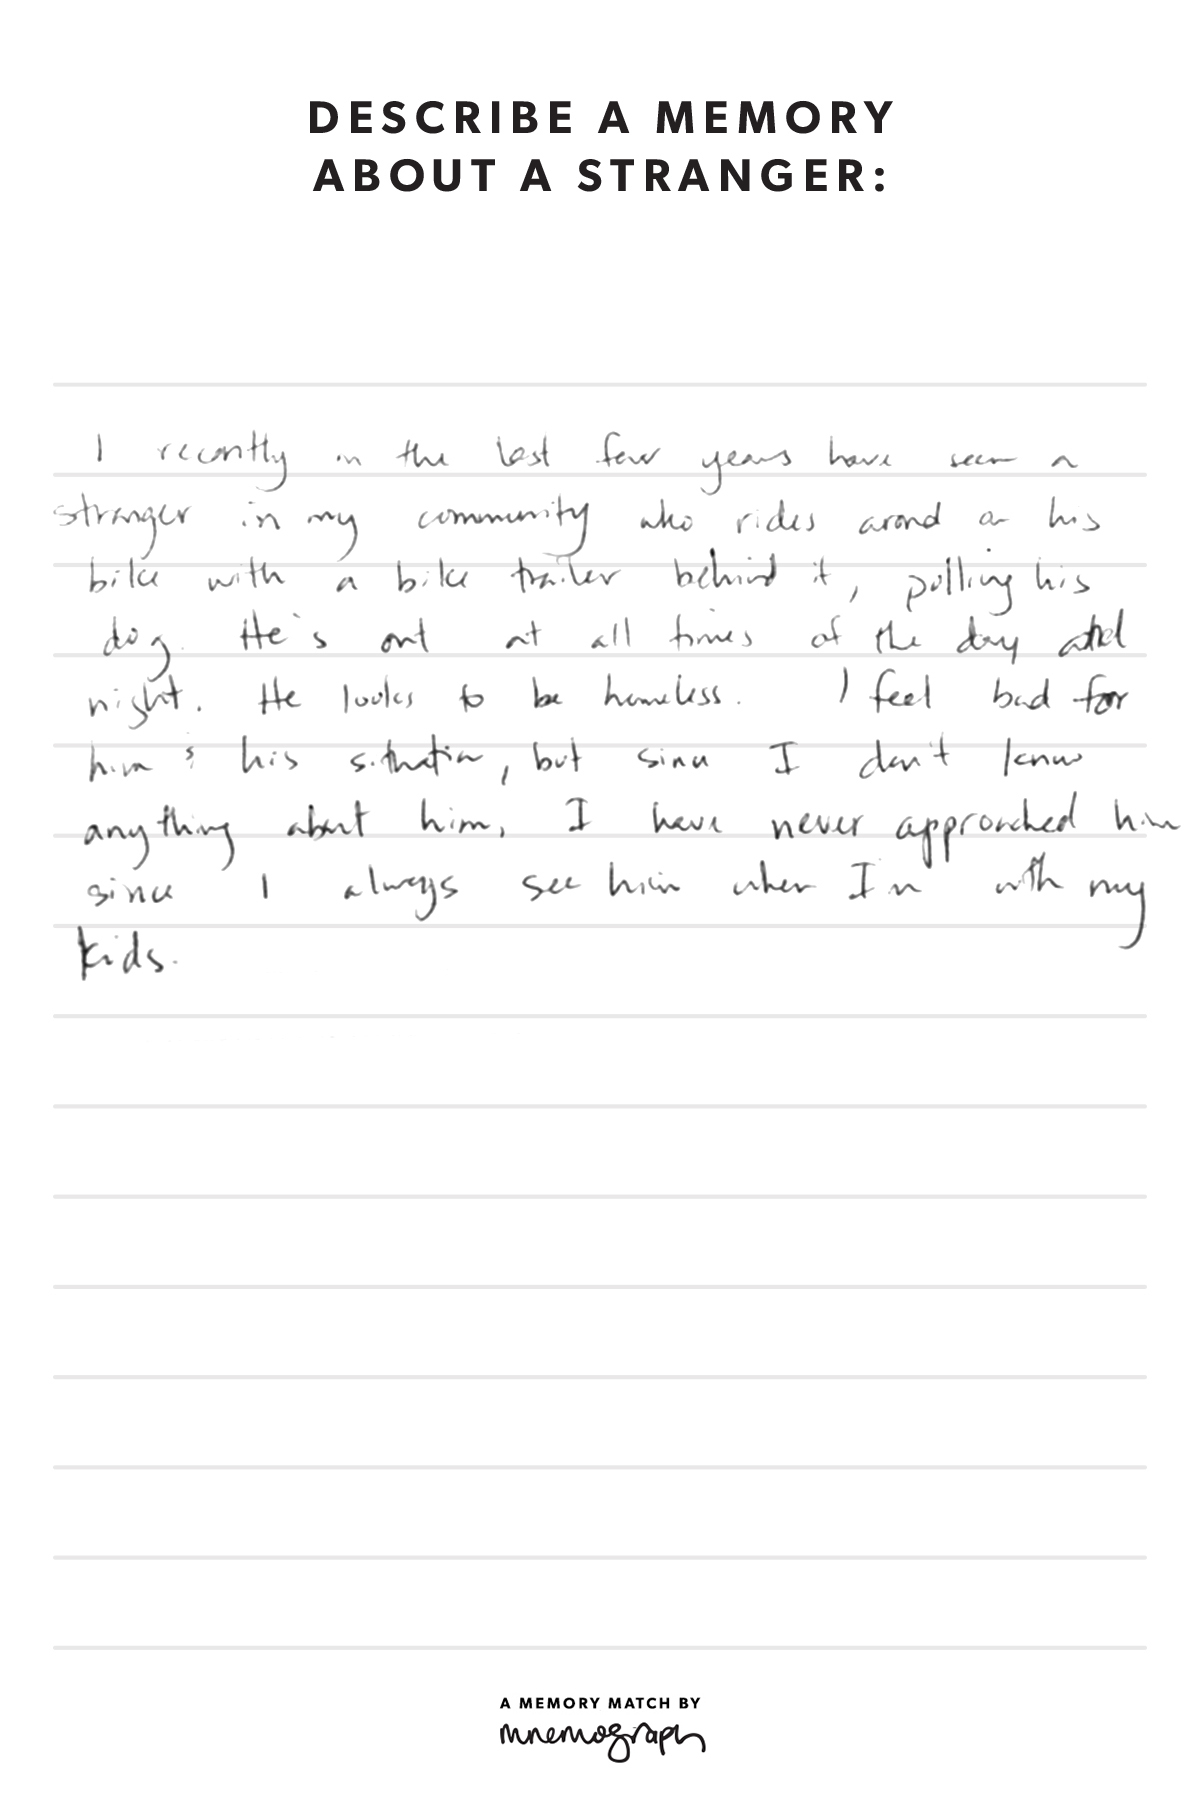 DESCRIBE A MEMORY
ABOUT A STRANGER:
I recently in the last few years have seen a
stranger in my community who rides arond on his
bike with a bike trailer behind it, pulling his
dog. He's out at all times of the day and
night. He looks to be homeless. I feel bad for
him & his situation, but since I don't know
anything about him, I have never approached him
since I always see him when I'm with my
kids.
A MEMORY MATCH BY
mnemograph